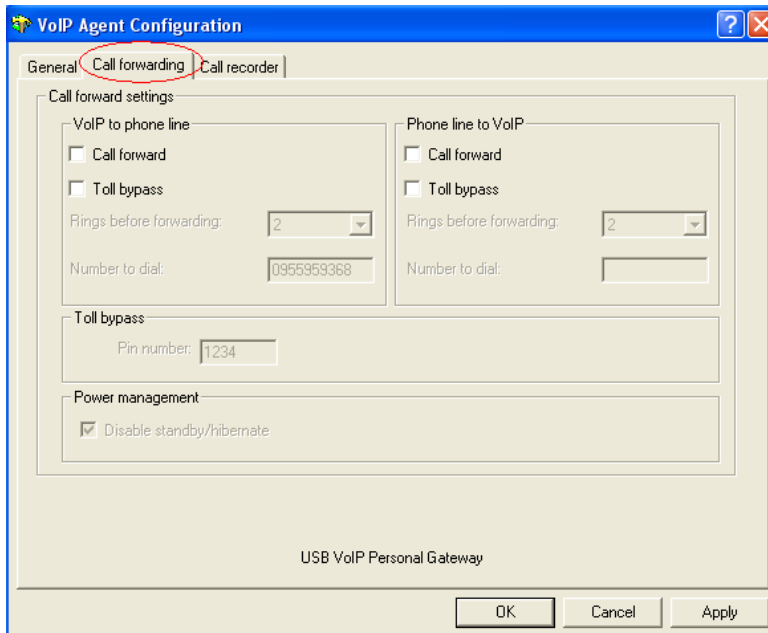 VoIP Agent Configuration
General Call forwarding Call recorder
Call forward settings
VoIP to phone line
Call forward
Toll bypass
Rings before forwarding: 2
Number to dial: 0955959368
Phone line to VoIP
Call forward
Toll bypass
Rings before forwarding: 2
Number to dial:
Toll bypass
Pin number: 1234
Power management
Disable standby/hibernate
USB VoIP Personal Gateway
OK Cancel Apply